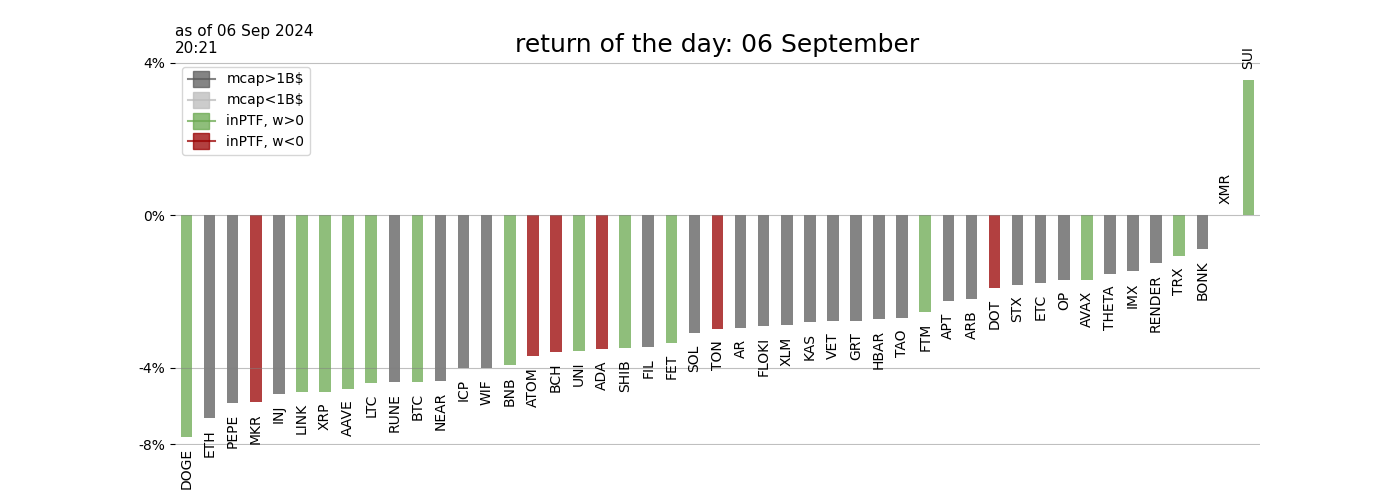 as of 06 Sep 2024
20:21
return of the day: 06 September
4%
0%
-4%
-8%
mcap>1B$
mcap<1B$
inPTF, w>0
inPTF, w<0
DOGE
ETH
PEPE
MKR
INJ
LINK
XRP
AAVE
LTC
RUNE
BTC
NEAR
ICP
WIF
BNB
ATOM
BCH
UNI
ADA
SHIB
FIL
FET
SOL
TON
AR
FLOKI
XLM
KAS
VET
GRT
HBAR
TAO
FTM
APT
ARB
DOT
STX
ETC
OP
AVAX
THETA
IMX
RENDER
TRX
BONK
XMR
SUI